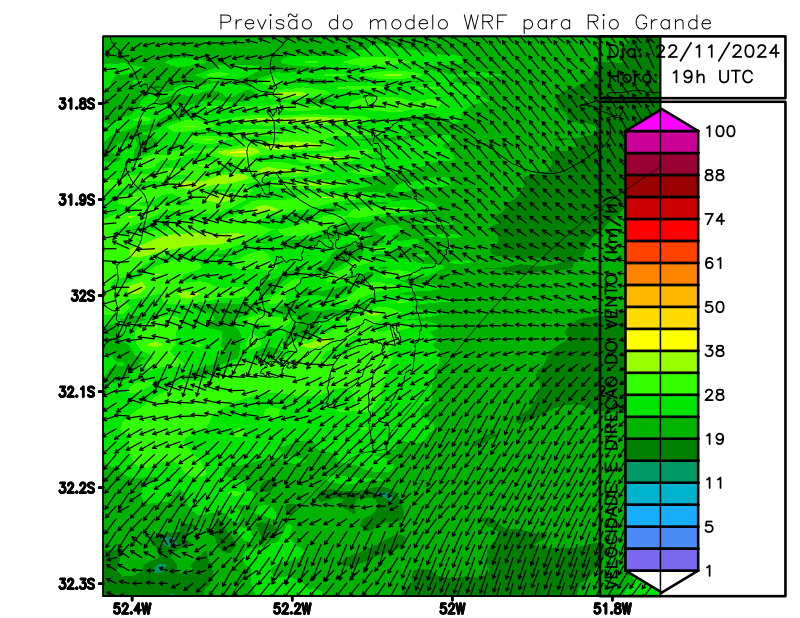 Previsão do modelo WRF para Rio Grande
Dia: 22/11/2024
Hora: 19h UTC
31.8S
31.9S
32S
32.1S
32.2S
32.3S
52.4W
52.2W
52W
51.8W
VELOCIDADE E DIREÇÃO DO VENTO (km/h)
100
88
74
61
50
38
28
19
11
5
1